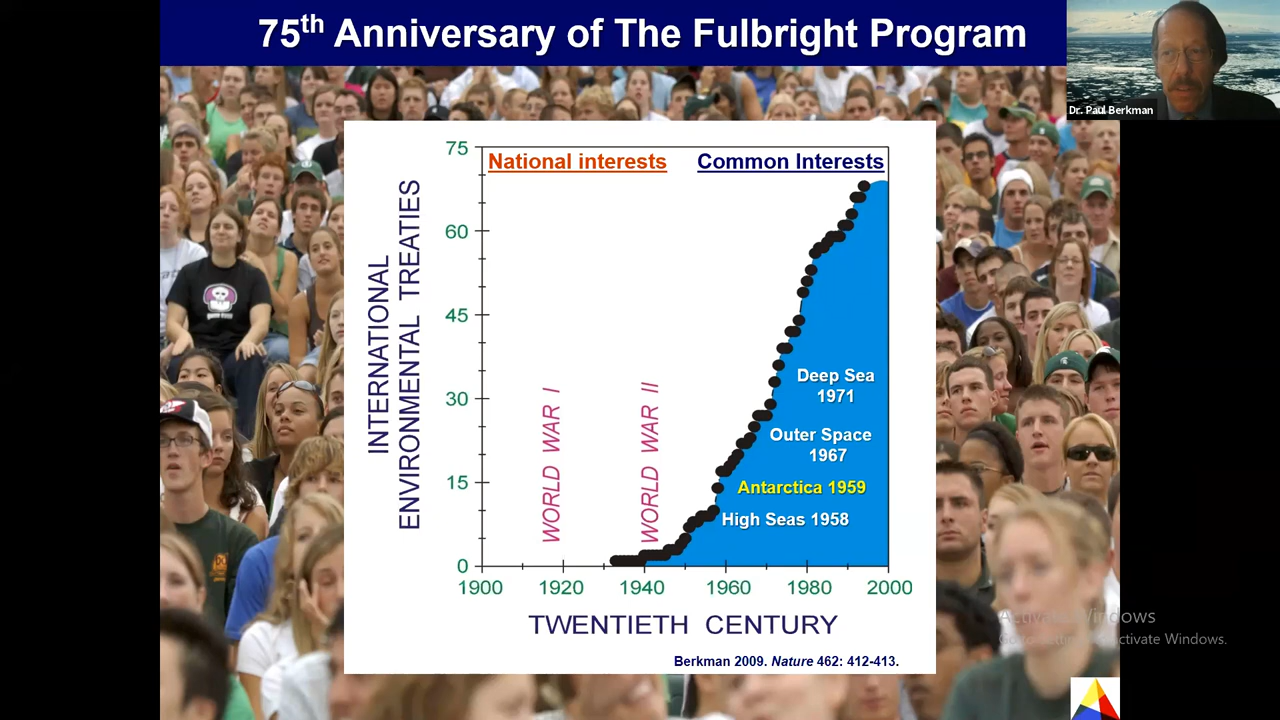 75th Anniversary of The Fulbright Program
Dr. Paul Berkman
National interests
Common Interests
INTERNATIONAL
ENVIRONMENTAL TREATIES
75
60
45
30
15
0
WORLD WAR I
WORLD WAR II
Deep Sea
1971
Outer Space
1967
Antarctica 1959
High Seas 1958
1900
1920
1940
1960
1980
2000
TWENTIETH CENTURY
Berkman 2009. Nature 462: 412-413.
Activate Windows
Activate Windows.